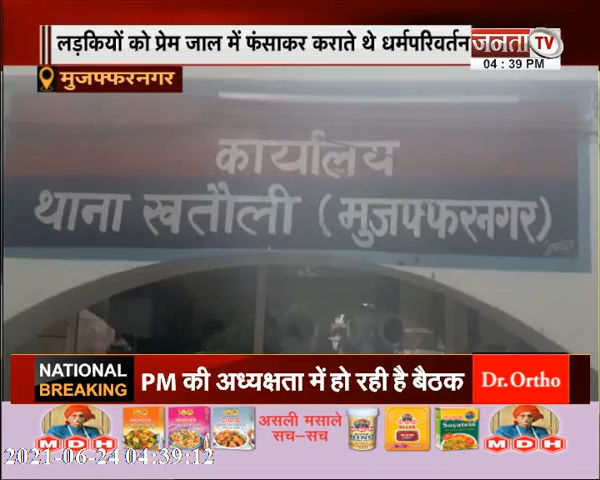 लड़कियों को प्रेम जाल में फंसाकर कराते थे धर्मपरिवर्तन
जनता TV
04 : 39 PM
मुजफ्फरनगर
कार्यालय
थाना खतौली ( मुजफ्फरनगर)
NATIONAL BREAKING
PM की अध्यक्षता में हो रही है बैठक
Dr. Ortho
असली मसाले
सच-सच
MDH
MDH
2021-06-24 04:39:12